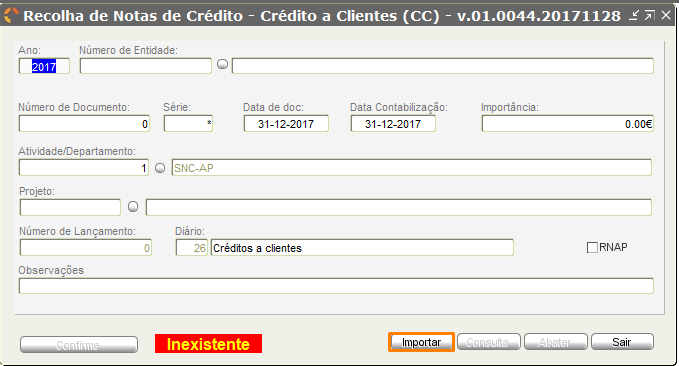 Recolha de Notas de Crédito - Crédito a Clientes (CC) - v.01.0044.20171128
Ano: Número de Entidade:
2017
Número de Documento: Série: Data de doc: Data Contabilização: Importância:
0 * 31-12-2017 31-12-2017 0.00€
Atividade/Departamento:
1 SNC-AP
Projeto:
Número de Lançamento: Diário:
0 26 Créditos a clientes RNAP
Observações
Confirme Inexistente Importar Consulta Abater Sair